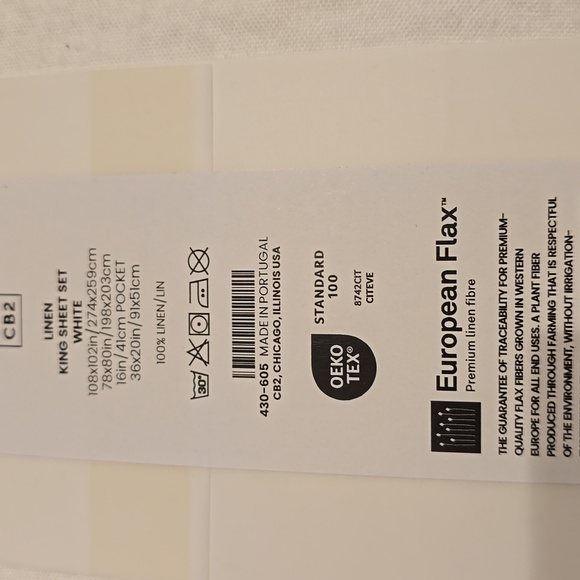 CB2
LINEN
KING SHEET SET
WHITE
108x102in/274x259cm
78x80in/198x203cm
16in/41cm POCKET
36x20in/91x51cm
100% LINEN/LIN
30°
430-605 MADE IN PORTUGAL
CB2, CHICAGO, ILLINOIS USA
OEKO
TEX®
STANDARD
100
8742CIT
CITEVE
European Flax™
Premium linen fibre
THE GUARANTEE OF TRACEABILITY FOR PREMIUM-
QUALITY FLAX FIBERS GROWN IN WESTERN
EUROPE FOR ALL END USES. A PLANT FIBER
PRODUCED THROUGH FARMING THAT IS RESPECTFUL
OF THE ENVIRONMENT, WITHOUT IRRIGATION-